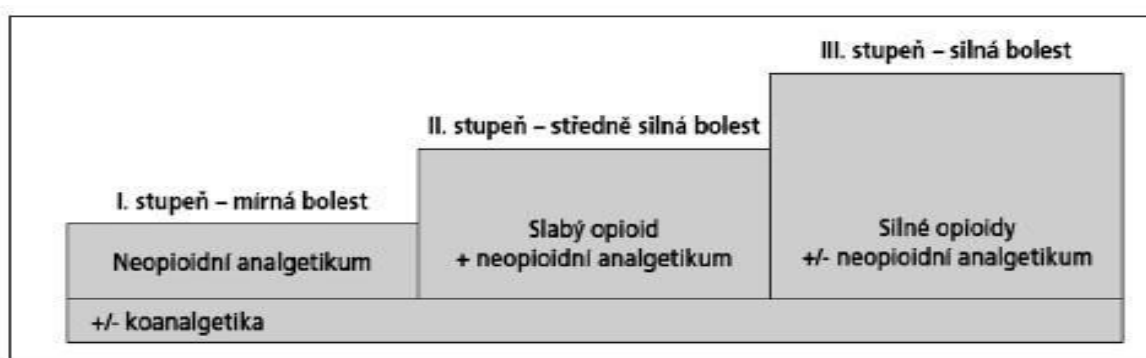 I. stupeň – mírná bolest
Neopioidní analgetikum
II. stupeň – středně silná bolest
Slabý opioid
+ neopioidní analgetikum
III. stupeň – silná bolest
Silné opioidy
+/- neopioidní analgetikum
+/- koanalgetika